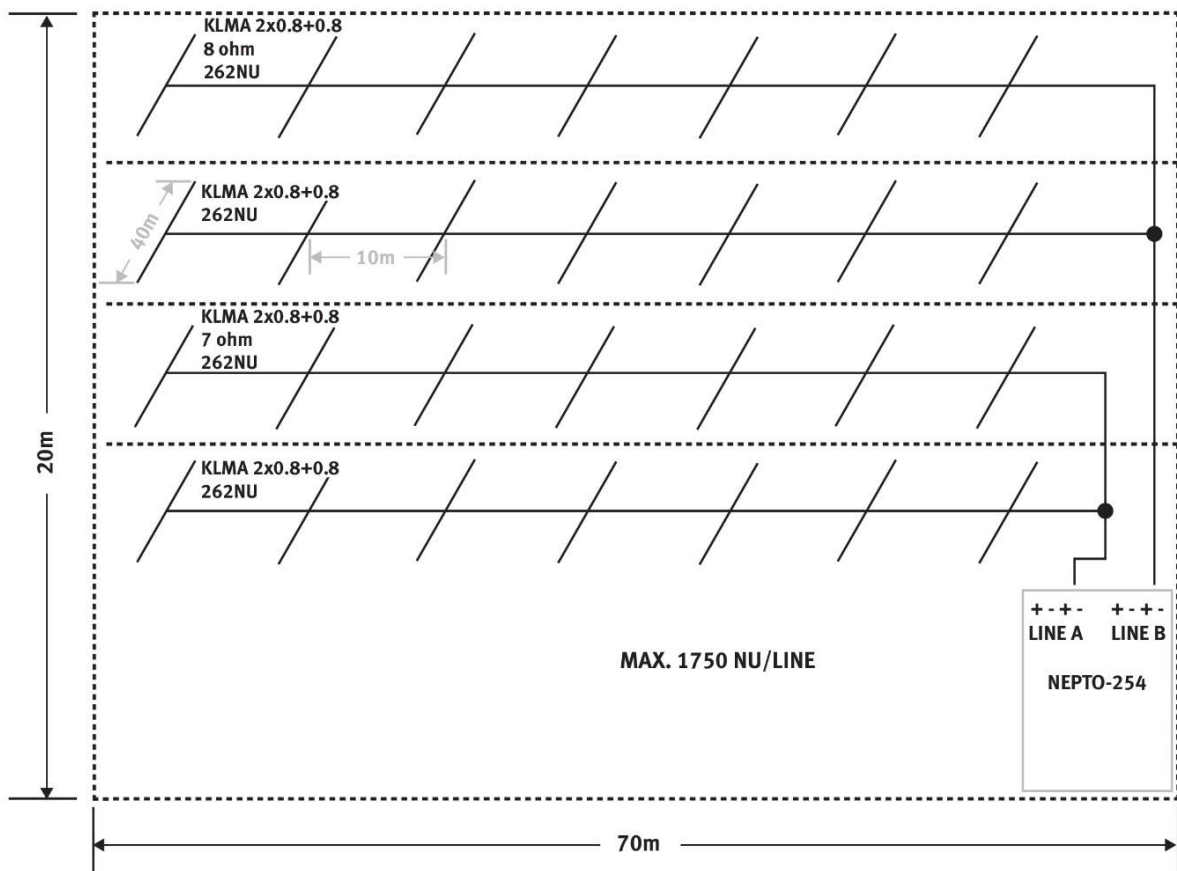 KLMA 2x0.8+0.8
8 ohm
262NU
KLMA 2x0.8+0.8
262NU
40m
10m
KLMA 2x0.8+0.8
7 ohm
262NU
20m
KLMA 2x0.8+0.8
262NU
+ - + - + - + -
LINE A LINE B
MAX. 1750 NU/LINE
NEPTO-254
70m